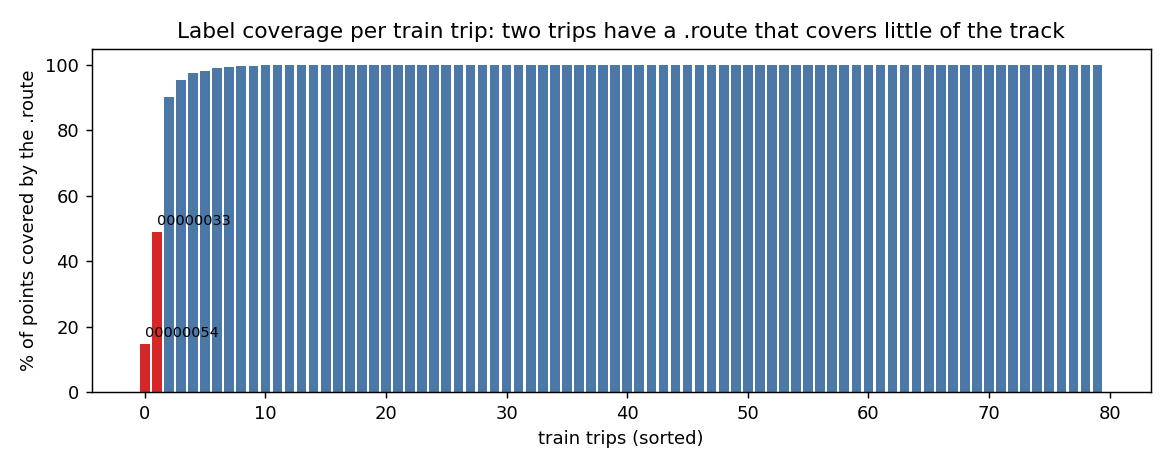 Label coverage per train trip: two trips have a .route that covers little of the track
% of points covered by the .route
100
80
60
40
20
0
00000033
00000054
0 10 20 30 40 50 60 70 80
train trips (sorted)